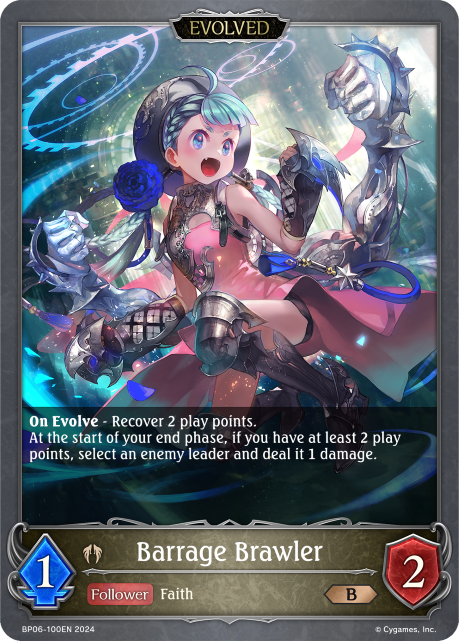 EVOLVED
On Evolve - Recover 2 play points.
At the start of your end phase, if you have at least 2 play
points, select an enemy leader and deal it 1 damage.
1
Barrage Brawler
2
Follower Faith
B
BP06-100EN 2024
© Cygames, Inc.